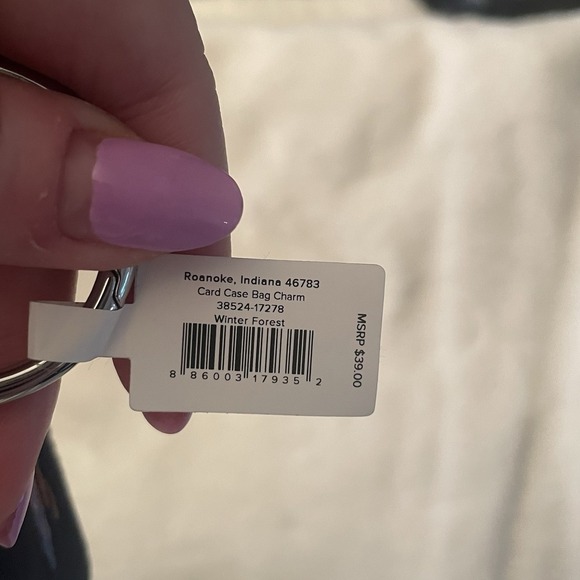 Roanoke, Indiana 46783
Card Case Bag Charm
38524-17278
Winter Forest
8 86003 17935 2
MSRP $39.00